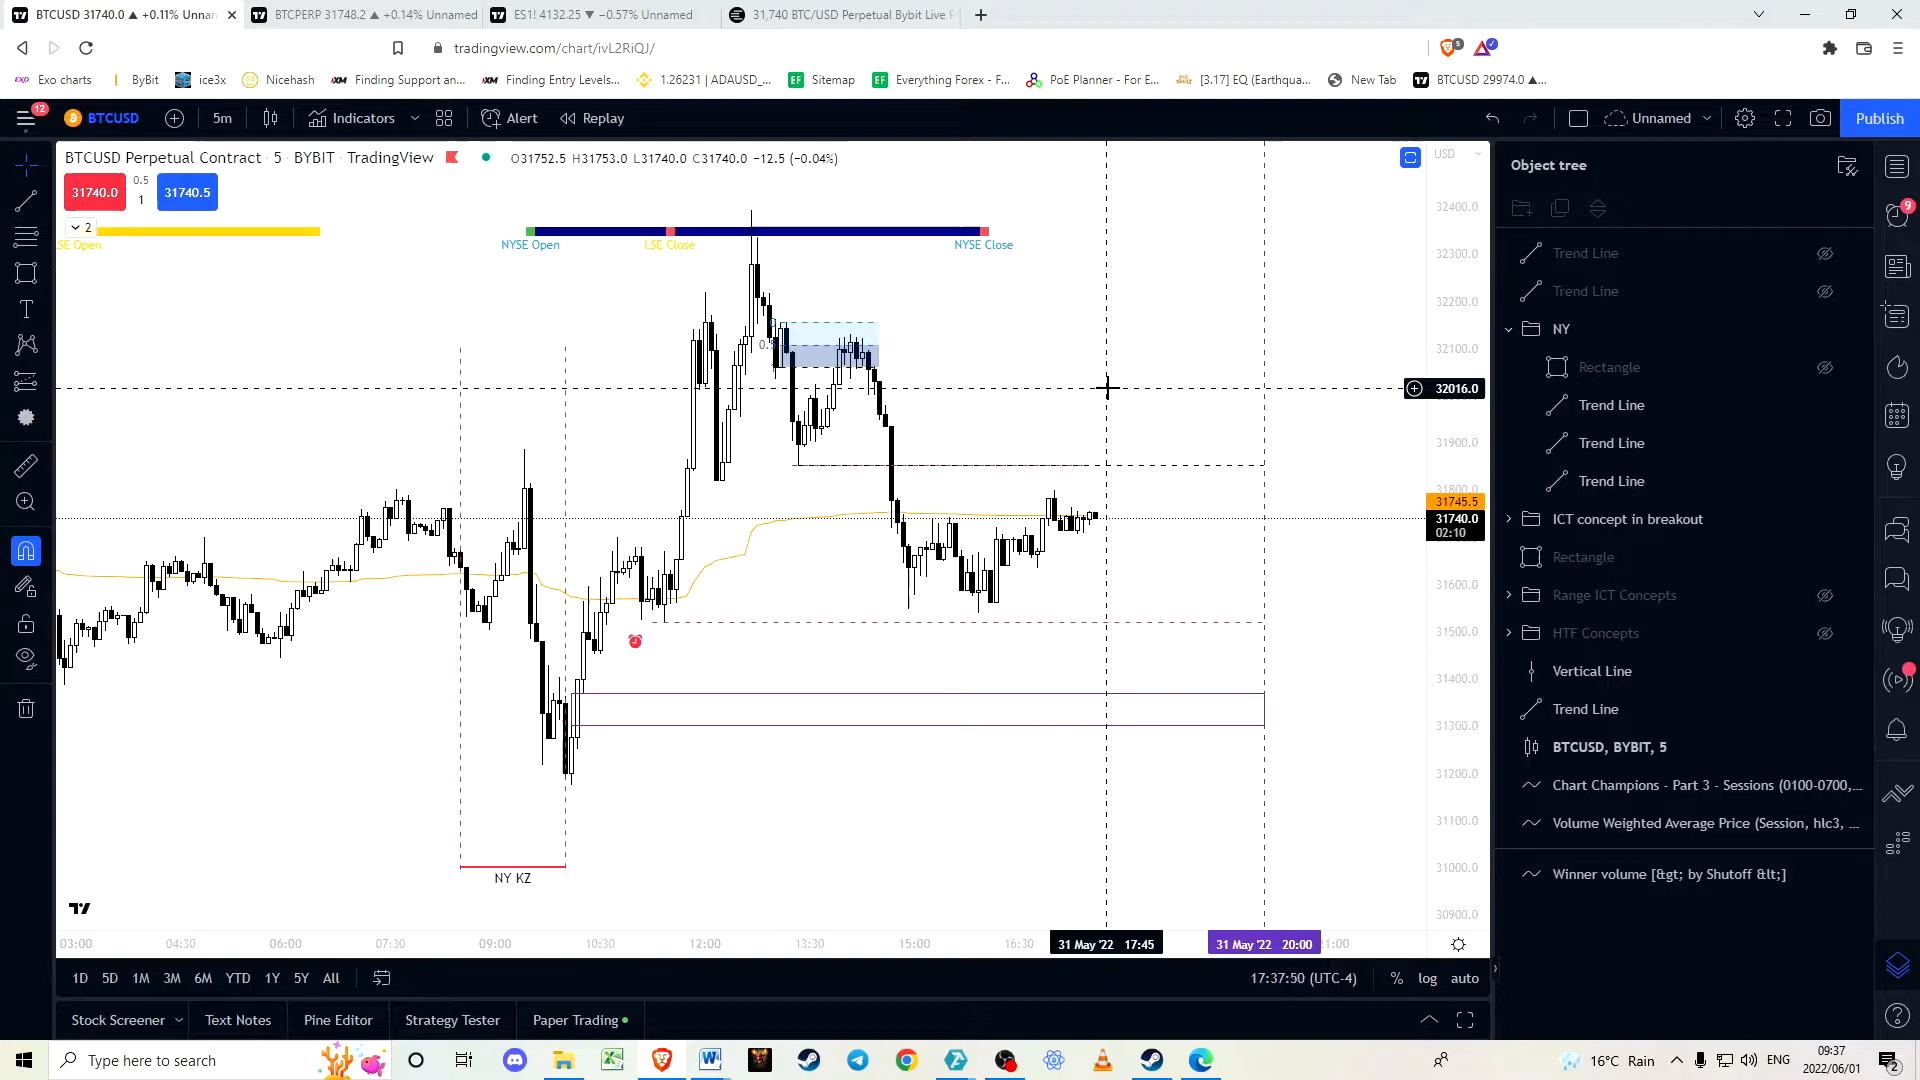 BTCUSD 31740.0 ▲ +0.11% Unnan
BTCPERP 31748.2 ▲ +0.14% Unnamed
ES1! 4132.25 ▼ −0.57% Unnamed
31,740 BTC/USD Perpetual Bybit Live P
tradingview.com/chart/ivL2RiQJ/
5
Exo charts
ByBit
ice3x
Nicehash
Finding Support an...
Finding Entry Levels...
1.26231 | ADAUSD_...
Sitemap
Everything Forex - F...
PoE Planner - For E...
[3.17] EQ (Earthqua...
New Tab
BTCUSD 29974.0 ▲...
12
BTCUSD
5m
Indicators
Alert
Replay
Unnamed
Publish
BTCUSD Perpetual Contract · 5 · BYBIT · TradingView
O31752.5 H31753.0 L31740.0 C31740.0 −12.5 (−0.04%)
31740.0
0.5
1
31740.5
2
SE Open
NYSE Open
LSE Close
NYSE Close
NY KZ
USD
32400.0
32300.0
32200.0
32100.0
32016.0
31900.0
31800.0
31745.5
31740.0
02:10
31600.0
31500.0
31400.0
31300.0
31200.0
31100.0
31000.0
30900.0
03:00
04:30
06:00
07:30
09:00
10:30
12:00
13:30
15:00
16:30
31 May '22 17:45
31 May '22 20:00
21:00
1D
5D
1M
3M
6M
YTD
1Y
5Y
All
17:37:50 (UTC-4)
%
log
auto
Stock Screener
Text Notes
Pine Editor
Strategy Tester
Paper Trading
Object tree
Trend Line
Trend Line
NY
Rectangle
Trend Line
Trend Line
Trend Line
ICT concept in breakout
Rectangle
Range ICT Concepts
HTF Concepts
Vertical Line
Trend Line
BTCUSD, BYBIT, 5
Chart Champions - Part 3 - Sessions (0100-0700,...
Volume Weighted Average Price (Session, hlc3, ...
Winner volume [&gt; by Shutoff &lt;]
9
Type here to search
16°C Rain
ENG
09:37
2022/06/01
2